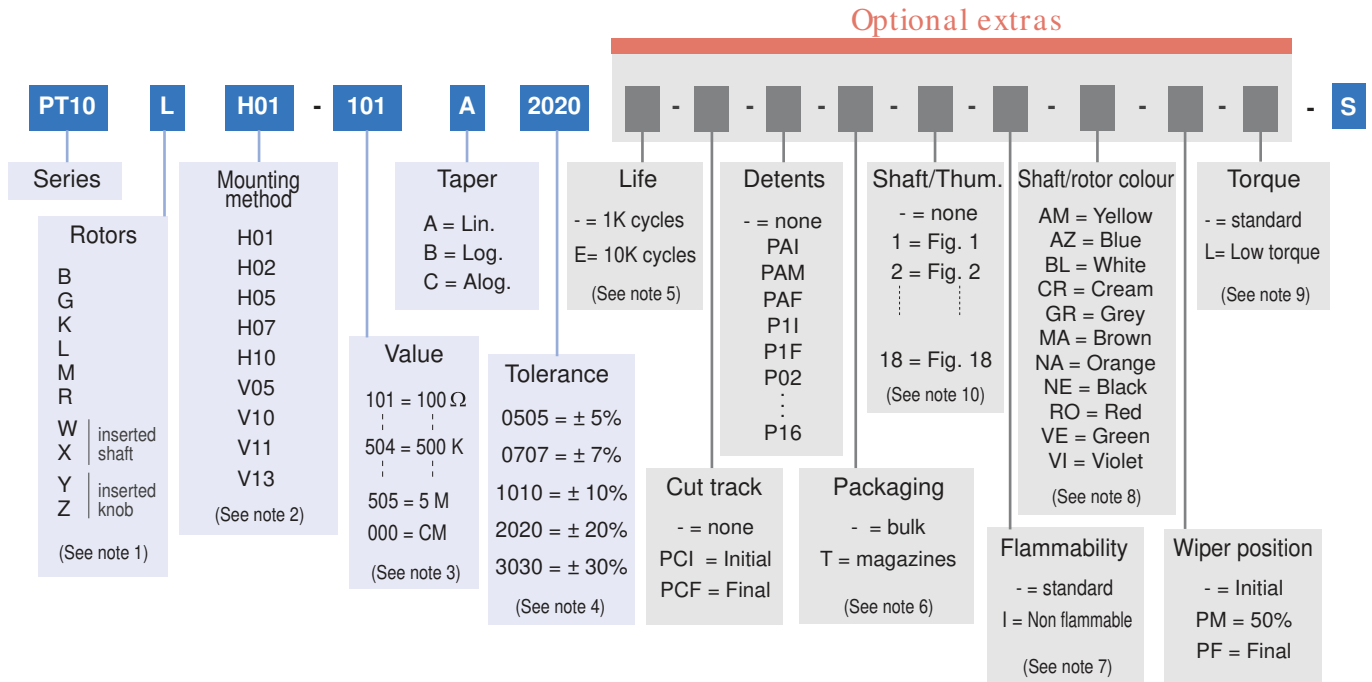 Optional extras
PT10 L H01 - 101 A 2020 - - - - - - - - - S
Series
Rotors
B
G
K
L
M
R
W
X
inserted
shaft
Y
Z
inserted
knob
(See note 1)
Mounting
method
H01
H02
H05
H07
H10
V05
V10
V11
V13
(See note 2)
Value
101 = 100 Ω
504 = 500 K
505 = 5 M
000 = CM
(See note 3)
Taper
A = Lin.
B = Log.
C = Alog.
Tolerance
0505 = ± 5%
0707 = ± 7%
1010 = ± 10%
2020 = ± 20%
3030 = ± 30%
(See note 4)
Life
- = 1K cycles
E= 10K cycles
(See note 5)
Cut track
- = none
PCI = Initial
PCF = Final
Detents
- = none
PAI
PAM
PAF
P1I
P1F
P02
:
P16
Packaging
- = bulk
T = magazines
(See note 6)
Shaft/Thum.
- = none
1 = Fig. 1
2 = Fig. 2
18 = Fig. 18
(See note 10)
Flammability
- = standard
I = Non flammable
(See note 7)
Shaft/rotor colour
AM = Yellow
AZ = Blue
BL = White
CR = Cream
GR = Grey
MA = Brown
NA = Orange
NE = Black
RO = Red
VE = Green
VI = Violet
(See note 8)
Wiper position
- = Initial
PM = 50%
PF = Final
Torque
- = standard
L= Low torque
(See note 9)